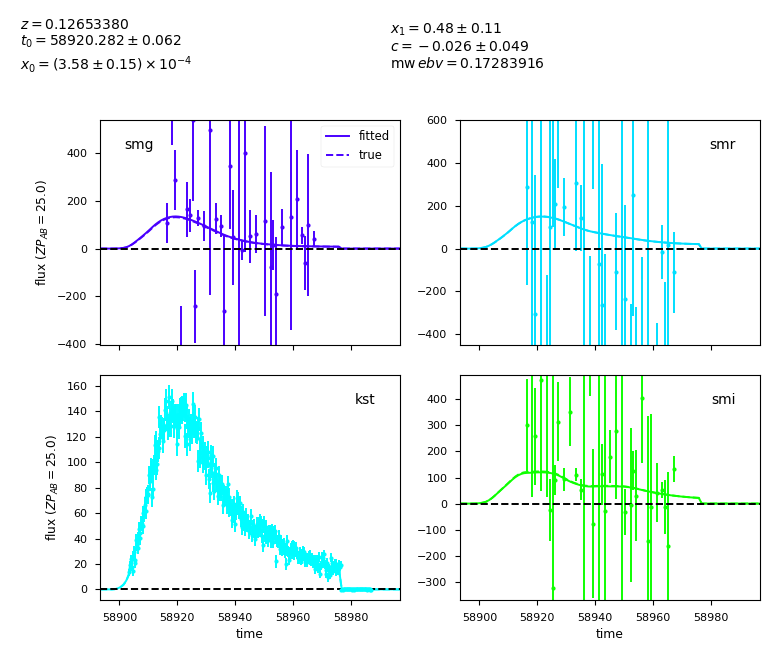 z = 0.12653380
t₀ = 58920.282 ± 0.062
x₀ = (3.58 ± 0.15) × 10⁻⁴
x₁ = 0.48 ± 0.11
c = −0.026 ± 0.049
mw ebv = 0.17283916
smg
fitted
true
400
200
0
−200
−400
flux (ZP_AB = 25.0)
smr
600
400
200
0
−200
−400
kst
160
140
120
100
80
60
40
20
0
flux (ZP_AB = 25.0)
58900 58920 58940 58960 58980
time
smi
400
300
200
100
0
−100
−200
−300
58900 58920 58940 58960 58980
time